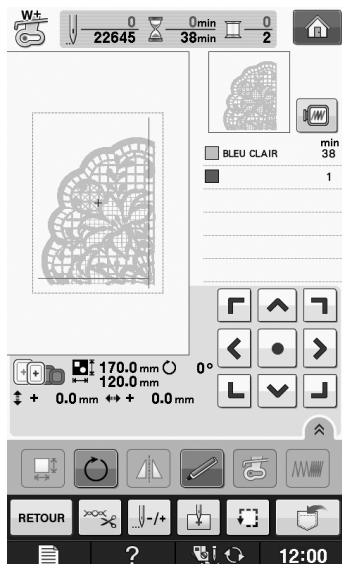 W+
0 0min 0
22645 38min 2
min
BLEU CLAIR 38
1
170.0 mm 0°
120.0 mm
+ 0.0 mm + 0.0 mm
RETOUR -/+
? i 12:00